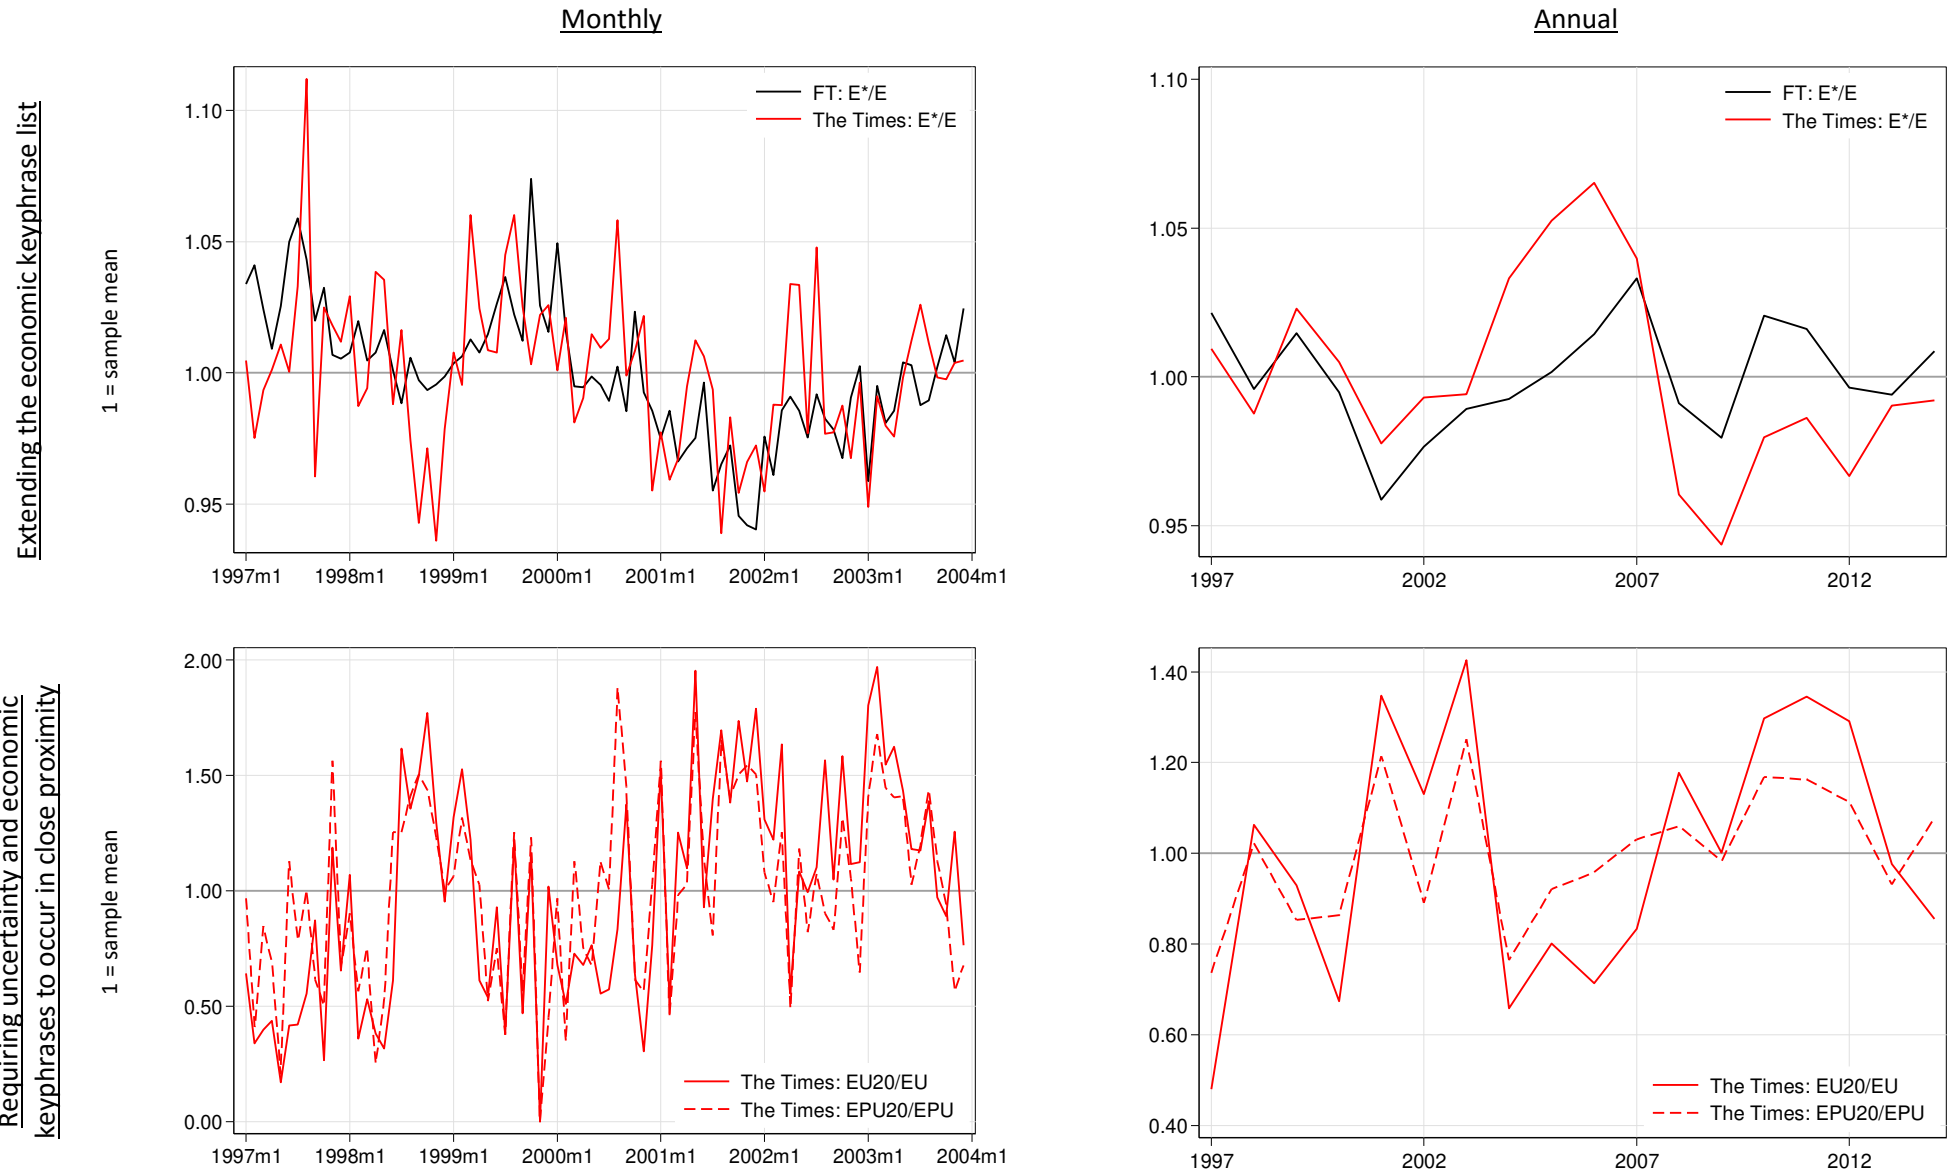 Monthly
Annual
Extending the economic keyphrase list
1 = sample mean
1.10
1.05
1.00
0.95
FT: E*/E
The Times: E*/E
1997m1 1998m1 1999m1 2000m1 2001m1 2002m1 2003m1 2004m1
1.10
1.05
1.00
0.95
FT: E*/E
The Times: E*/E
1997 2002 2007 2012
Requiring uncertainty and economic
keyphrases to occur in close proximity
1 = sample mean
2.00
1.50
1.00
0.50
0.00
The Times: EU20/EU
The Times: EPU20/EPU
1997m1 1998m1 1999m1 2000m1 2001m1 2002m1 2003m1 2004m1
1.40
1.20
1.00
0.80
0.60
0.40
The Times: EU20/EU
The Times: EPU20/EPU
1997 2002 2007 2012